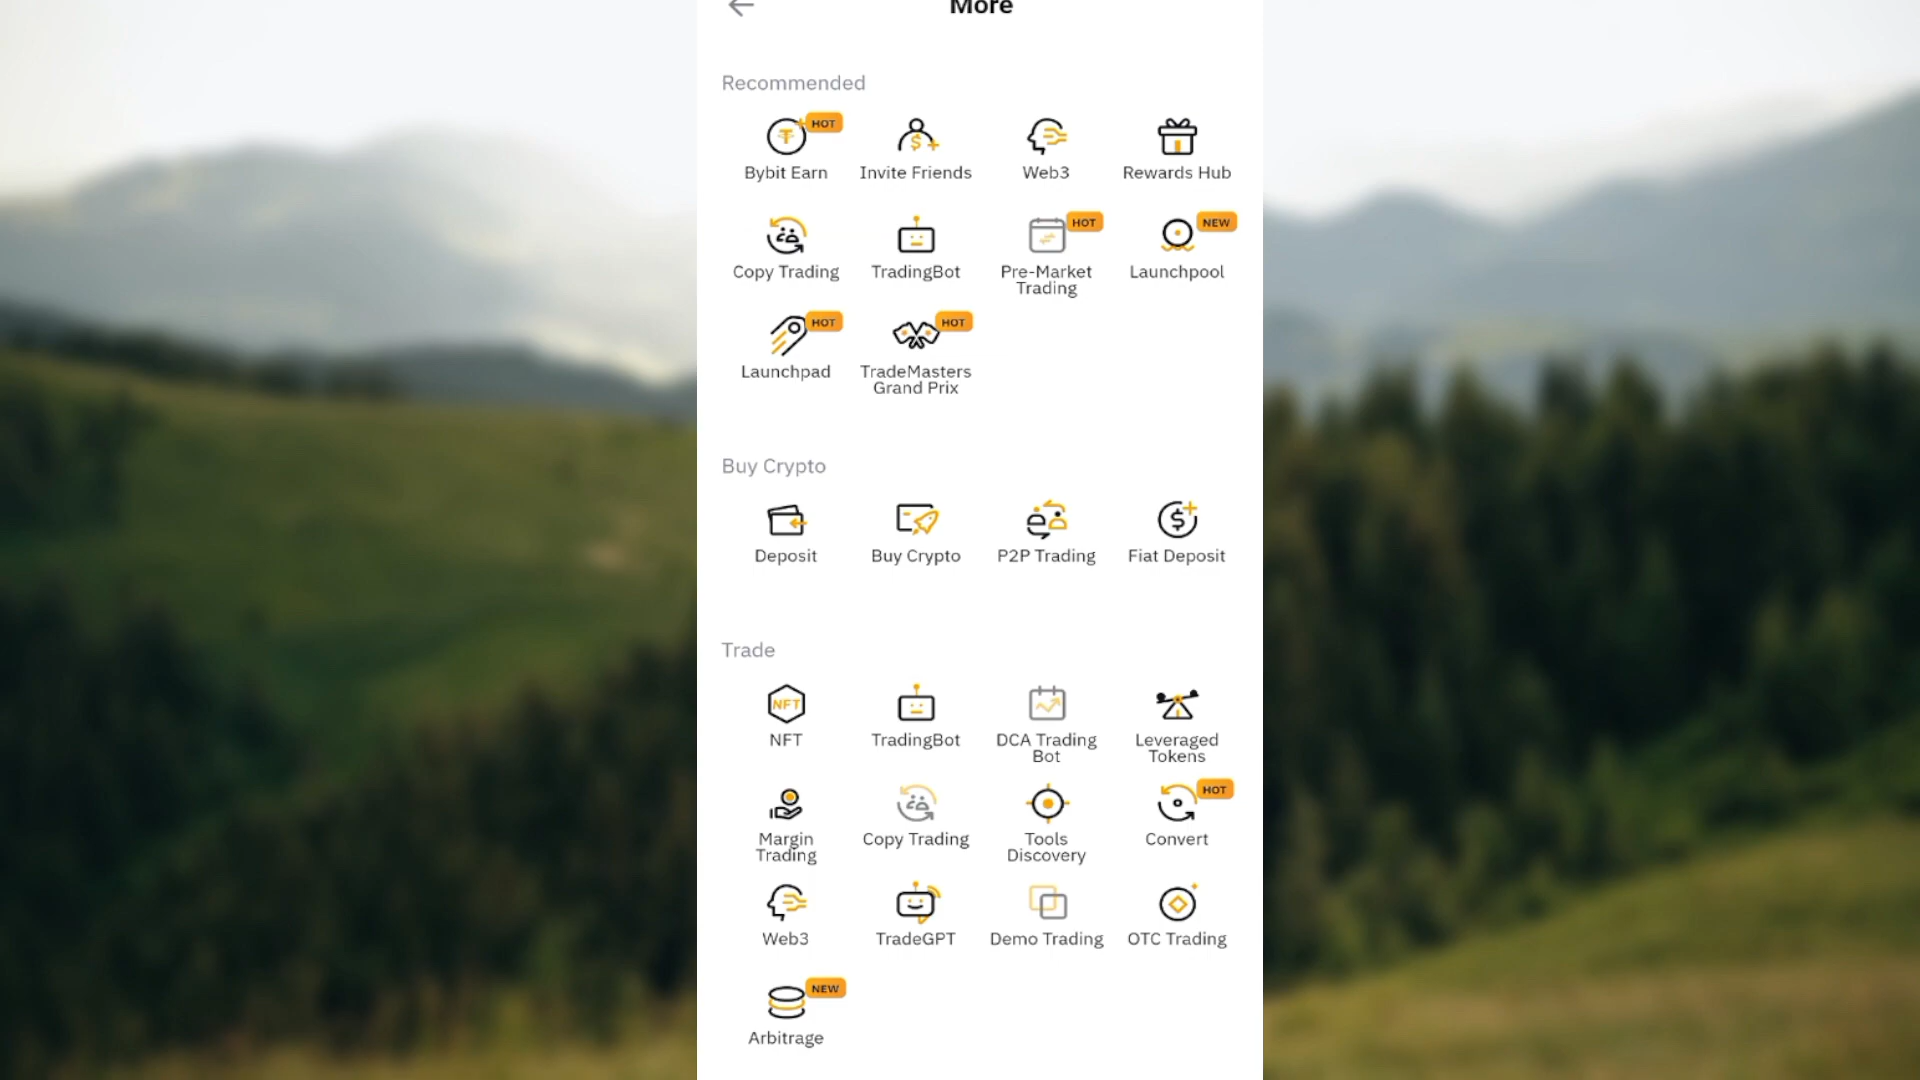 More
Recommended
HOT
Bybit Earn
Invite Friends
Web3
Rewards Hub
Copy Trading
TradingBot
HOT
Pre-Market
Trading
NEW
Launchpool
HOT
Launchpad
HOT
TradeMasters
Grand Prix
Buy Crypto
Deposit
Buy Crypto
P2P Trading
Fiat Deposit
Trade
NFT
NFT
TradingBot
DCA Trading
Bot
Leveraged
Tokens
Margin
Trading
Copy Trading
Tools
Discovery
HOT
Convert
Web3
TradeGPT
Demo Trading
OTC Trading
NEW
Arbitrage